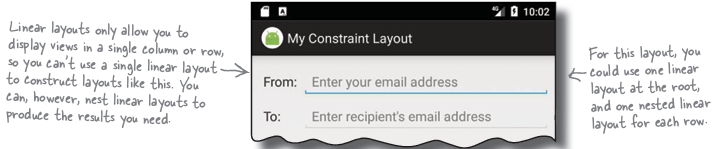 Linear layouts only allow you to
display views in a single column or row,
so you can't use a single linear layout
to construct layouts like this. You
can, however, nest linear layouts to
produce the results you need.
4G 10:02
My Constraint Layout
From: Enter your email address
To: Enter recipient's email address
For this layout, you
could use one linear
layout at the root,
and one nested linear
layout for each row.